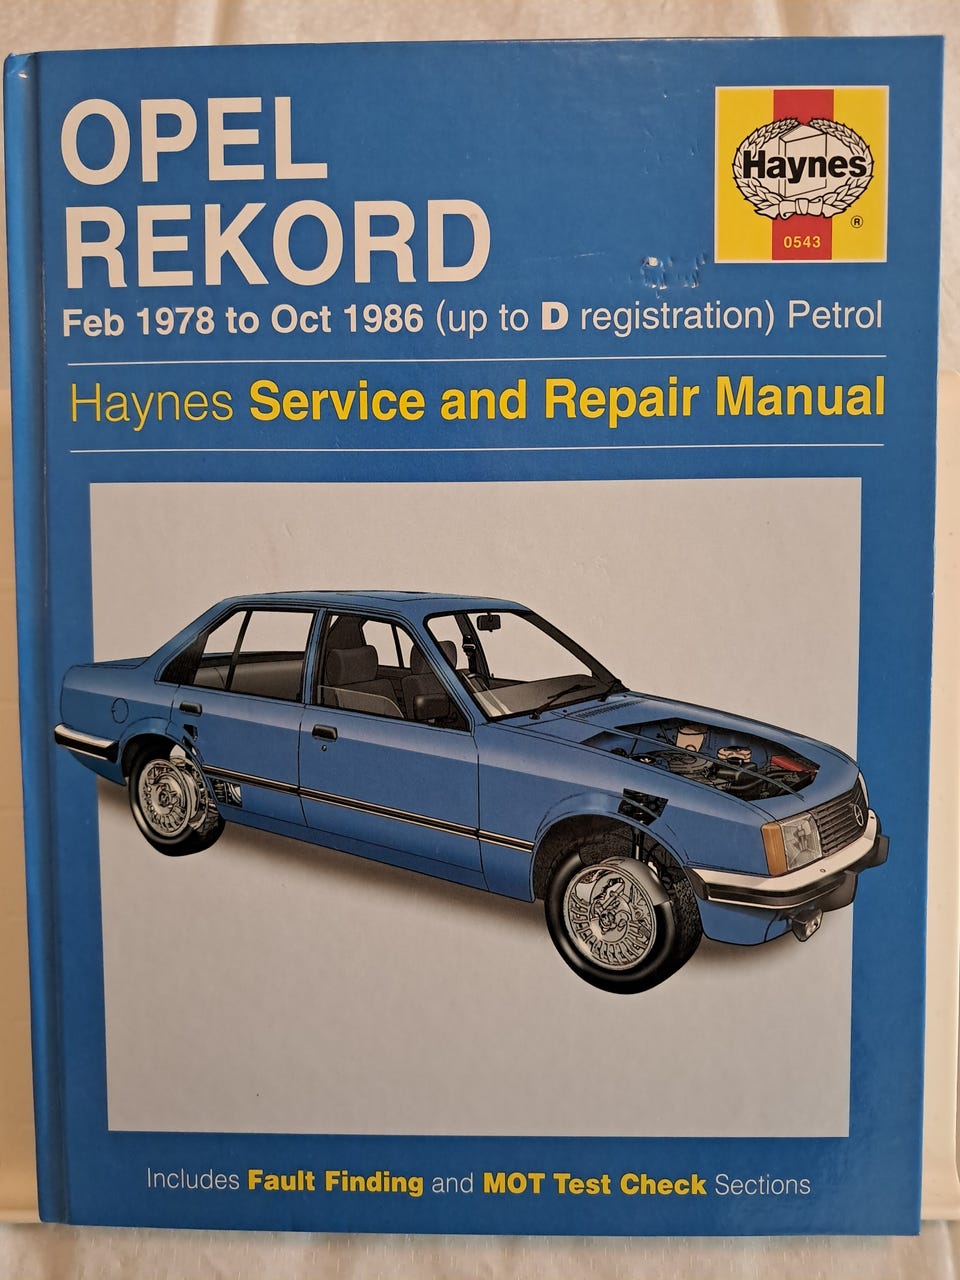 OPEL
REKORD
Haynes
®
0543
Feb 1978 to Oct 1986 (up to D registration) Petrol
Haynes Service and Repair Manual
Includes Fault Finding and MOT Test Check Sections